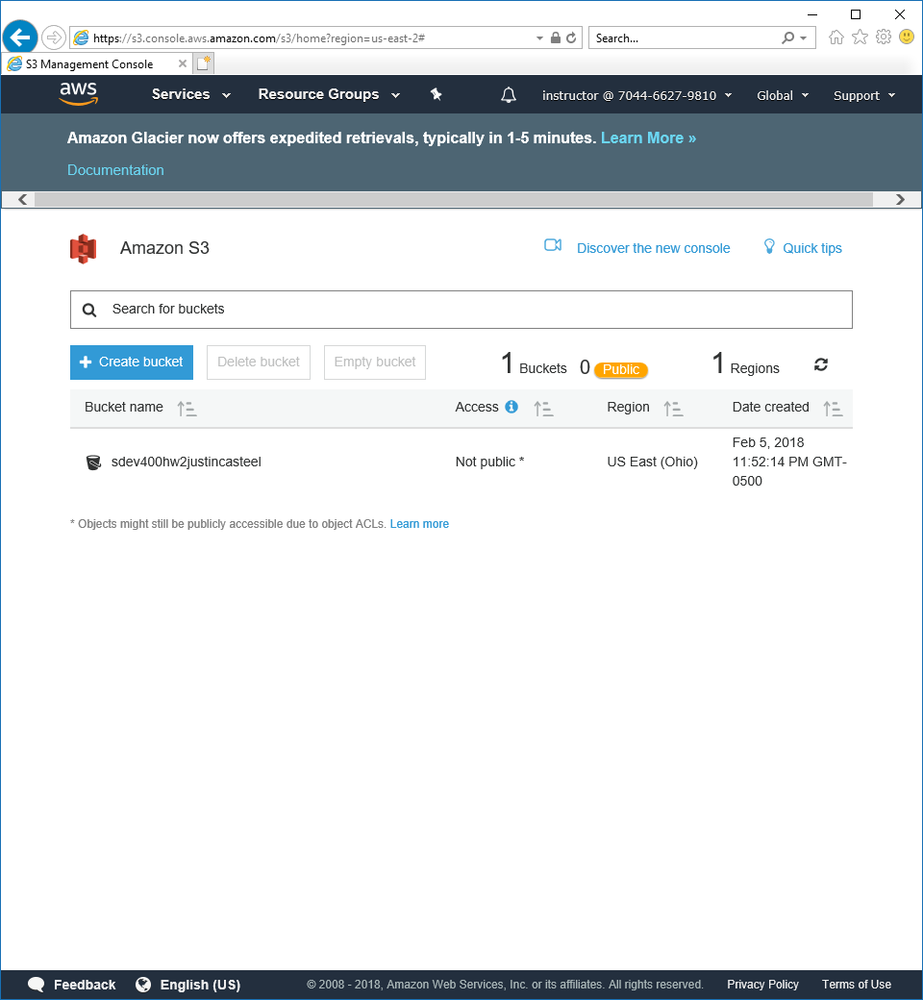 https://s3.console.aws.amazon.com/s3/home?region=us-east-2#
Search...
S3 Management Console
aws
Services
Resource Groups
instructor @ 7044-6627-9810
Global
Support
Amazon Glacier now offers expedited retrievals, typically in 1-5 minutes. Learn More »
Documentation
Amazon S3
Discover the new console
Quick tips
Search for buckets
+ Create bucket
Delete bucket
Empty bucket
1 Buckets
0 Public
1 Regions
Bucket name
Access
Region
Date created
sdev400hw2justincasteel
Not public *
US East (Ohio)
Feb 5, 2018
11:52:14 PM GMT-
0500
* Objects might still be publicly accessible due to object ACLs. Learn more
Feedback
English (US)
© 2008 - 2018, Amazon Web Services, Inc. or its affiliates. All rights reserved.
Privacy Policy
Terms of Use